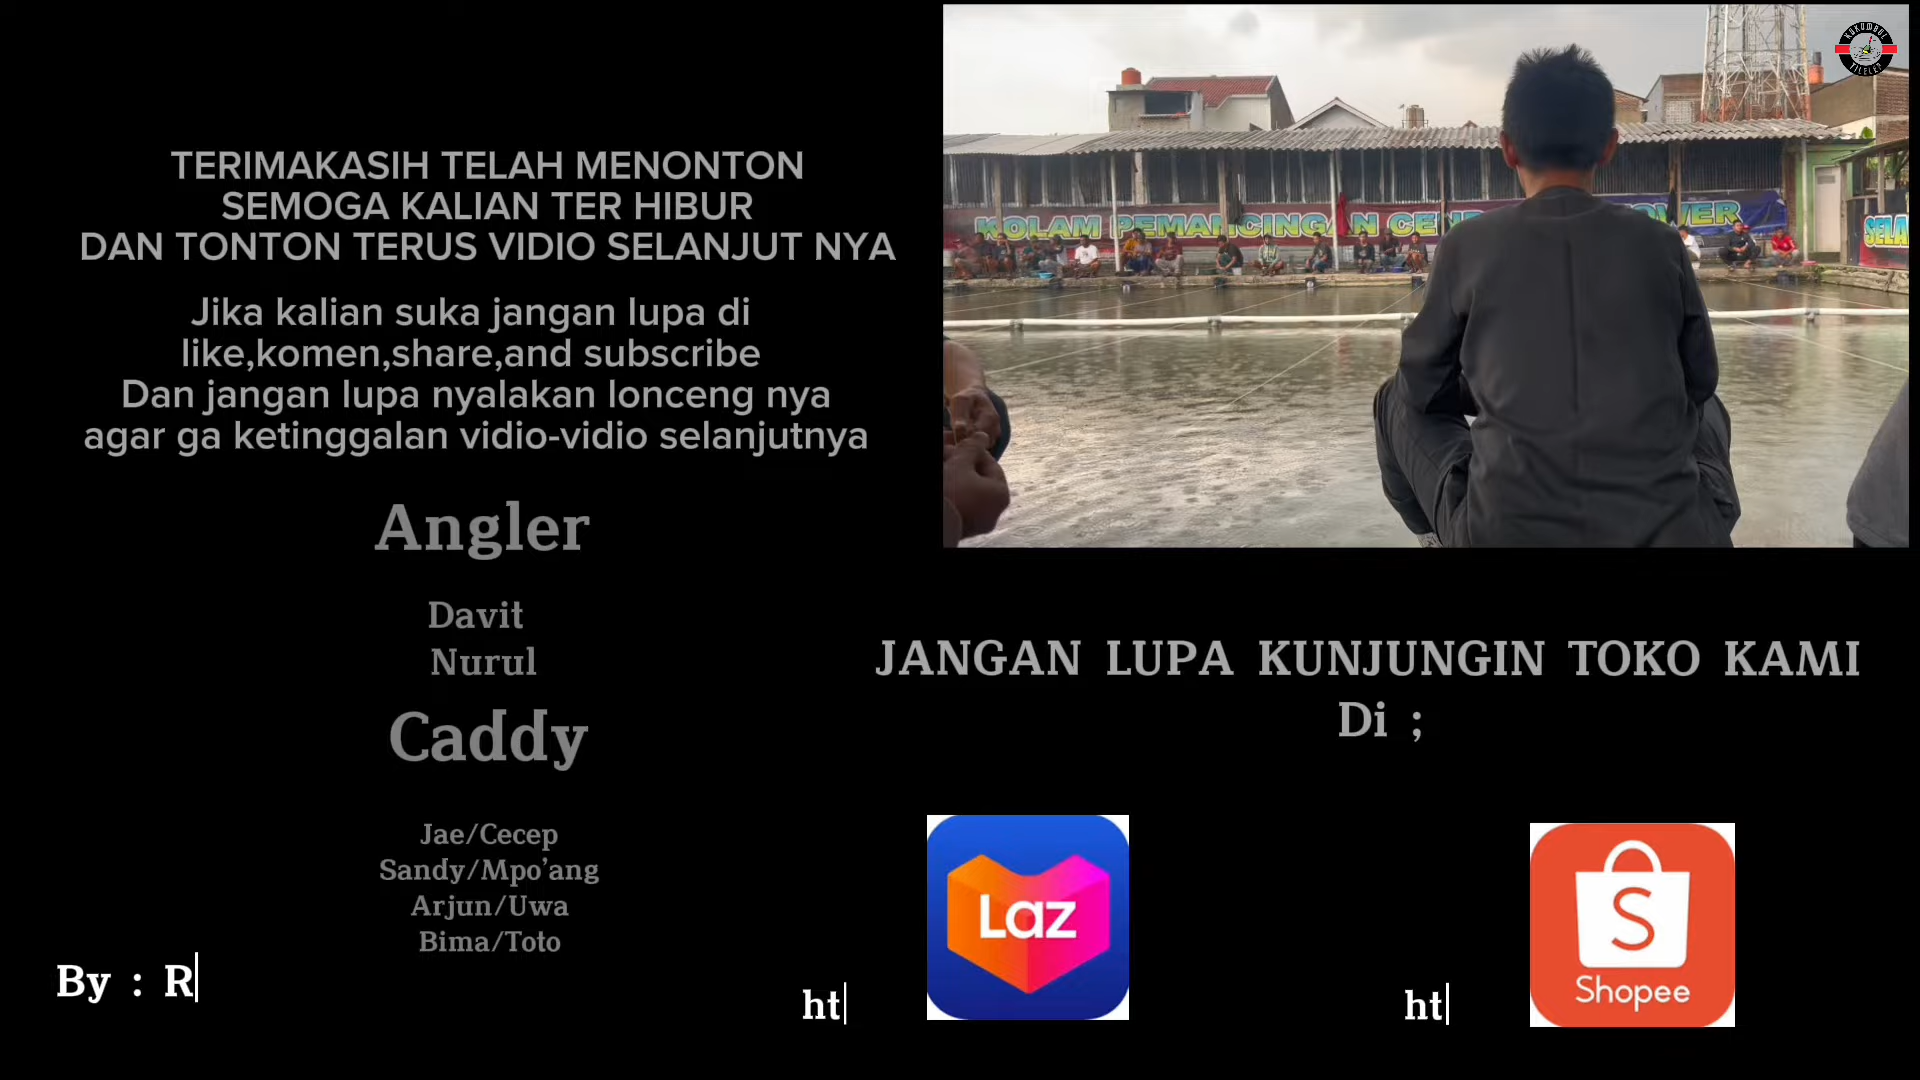 TERIMAKASIH TELAH MENONTON
SEMOGA KALIAN TER HIBUR
DAN TONTON TERUS VIDIO SELANJUT NYA
Jika kalian suka jangan lupa di
like,komen,share,and subscribe
Dan jangan lupa nyalakan lonceng nya
agar ga ketinggalan vidio-vidio selanjutnya
Angler
Davit
Nurul
Caddy
Jae/Cecep
Sandy/Mpo'ang
Arjun/Uwa
Bima/Toto
By : R
KOLAM PEMANCINGAN
SELA
JANGAN LUPA KUNJUNGIN TOKO KAMI
Di ;
Laz
ht
Shopee
ht